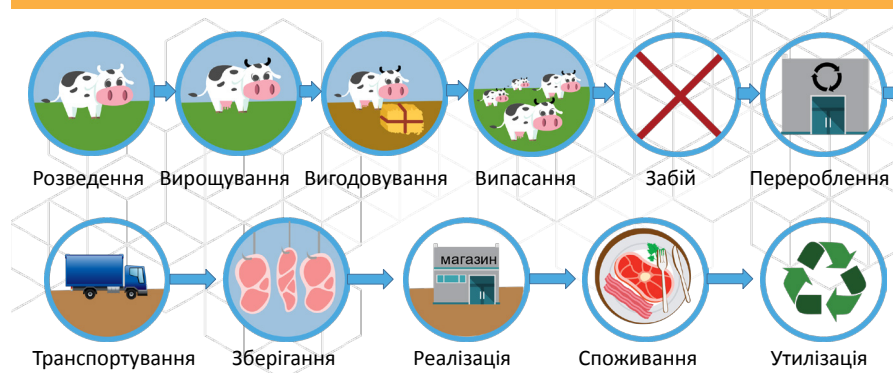 Розведення Вирощування Вигодовування Випасання Забій Перероблення
магазин
Транспортування Зберігання Реалізація Споживання Утилізація